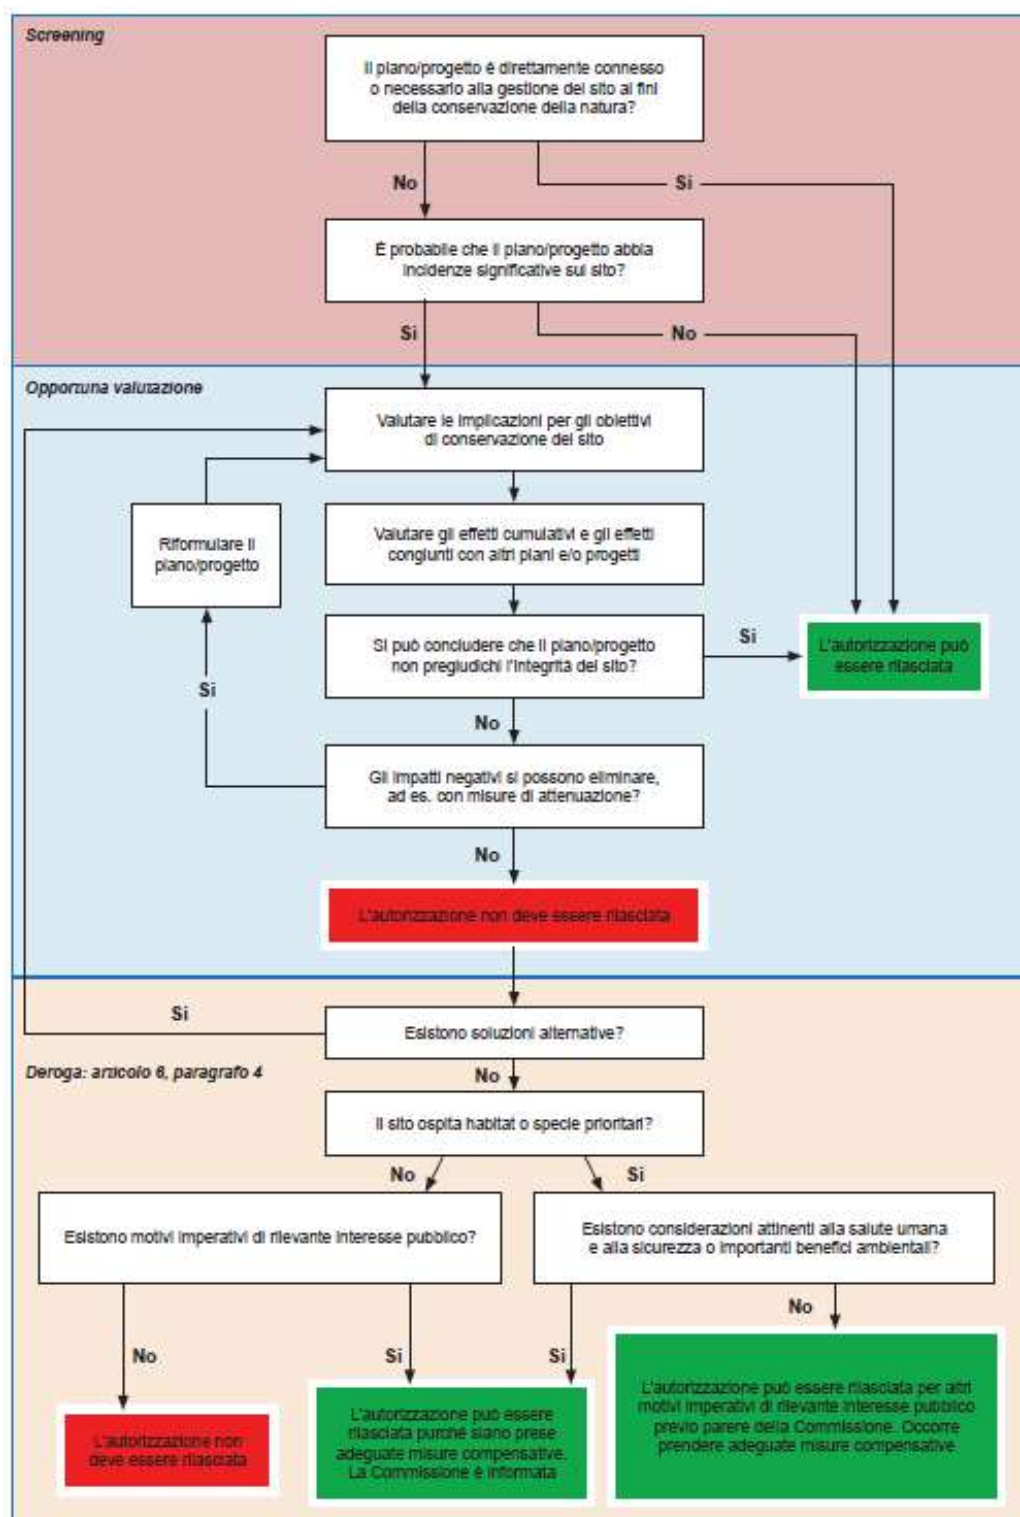 Screening
Il piano/progetto è direttamente connesso
o necessario alla gestione del sito ai fini
della conservazione della natura?
No
Si
É probabile che il piano/progetto abbia
incidenze significative sul sito?
Si
No
Opportuna valutazione
Valutare le implicazioni per gli obiettivi
di conservazione del sito
Riformulare il
piano/progetto
Valutare gli effetti cumulativi e gli effetti
congiunti con altri piani e/o progetti
Si può concludere che il piano/progetto
non pregiudichi l'integrità del sito?
Si
L'autorizzazione può
essere rilasciata
Si
No
Gli impatti negativi si possono eliminare,
ad es. con misure di attenuazione?
No
L'autorizzazione non deve essere rilasciata
Si
Esistono soluzioni alternative?
Deroga: articolo 6, paragrafo 4
No
Il sito ospita habitat o specie prioritari?
No
Si
Esistono motivi imperativi di rilevante interesse pubblico?
Esistono considerazioni attinenti alla salute umana
e alla sicurezza o importanti benefici ambientali?
No
Si
Si
No
L'autorizzazione non
deve essere rilasciata
L'autorizzazione può essere
rilasciata purché siano prese
adeguate misure compensative.
La Commissione è informata
L'autorizzazione può essere rilasciata per altri
motivi imperativi di rilevante interesse pubblico
previo parere della Commissione. Occorre
prendere adeguate misure compensative